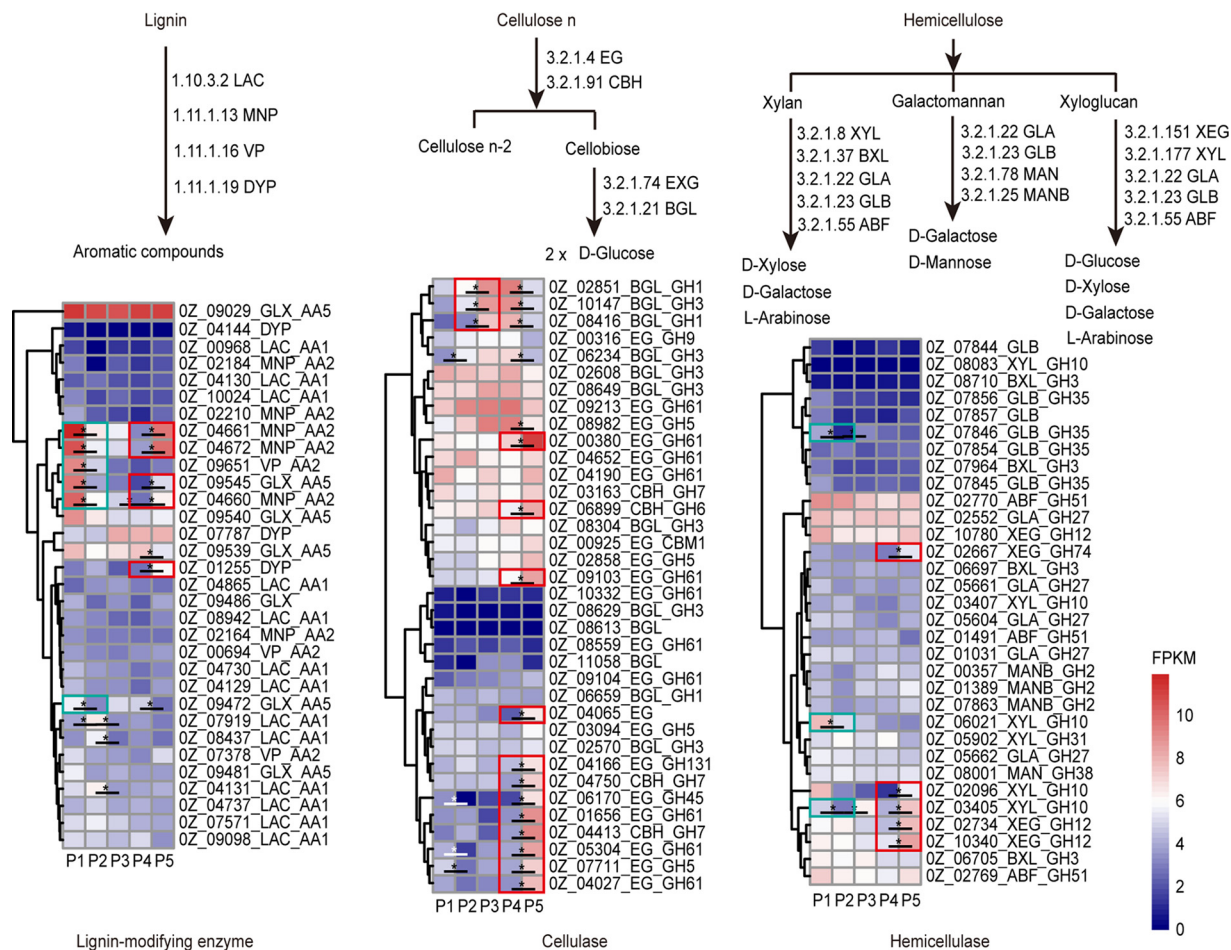 Lignin
1.10.3.2 LAC
1.11.1.13 MNP
1.11.1.16 VP
1.11.1.19 DYP
Aromatic compounds
0Z_09029_GLX_AA5
0Z_04144_DYP
0Z_00968_LAC_AA1
0Z_02184_MNP_AA2
0Z_04130_LAC_AA1
0Z_10024_LAC_AA1
0Z_02210_MNP_AA2
0Z_04661_MNP_AA2
0Z_04672_MNP_AA2
0Z_09651_VP_AA2
0Z_09545_GLX_AA5
0Z_04660_MNP_AA2
0Z_09540_GLX_AA5
0Z_07787_DYP
0Z_09539_GLX_AA5
0Z_01255_DYP
0Z_04865_LAC_AA1
0Z_09486_GLX
0Z_08942_LAC_AA1
0Z_02164_MNP_AA2
0Z_00694_VP_AA2
0Z_04730_LAC_AA1
0Z_04129_LAC_AA1
0Z_09472_GLX_AA5
0Z_07919_LAC_AA1
0Z_08437_LAC_AA1
0Z_07378_VP_AA2
0Z_09481_GLX_AA5
0Z_04131_LAC_AA1
0Z_04737_LAC_AA1
0Z_07571_LAC_AA1
0Z_09098_LAC_AA1
P1 P2 P3 P4 P5
Lignin-modifying enzyme
Cellulose n
3.2.1.4 EG
3.2.1.91 CBH
Cellulose n-2
Cellobiose
3.2.1.74 EXG
3.2.1.21 BGL
2 x D-Glucose
0Z_02851_BGL_GH1
0Z_10147_BGL_GH3
0Z_08416_BGL_GH1
0Z_00316_EG_GH9
0Z_06234_BGL_GH3
0Z_02608_BGL_GH3
0Z_08649_BGL_GH3
0Z_09213_EG_GH61
0Z_08982_EG_GH5
0Z_00380_EG_GH61
0Z_04652_EG_GH61
0Z_04190_EG_GH61
0Z_03163_CBH_GH7
0Z_06899_CBH_GH6
0Z_08304_BGL_GH3
0Z_00925_EG_CBM1
0Z_02858_EG_GH5
0Z_09103_EG_GH61
0Z_10332_EG_GH61
0Z_08629_BGL_GH3
0Z_08613_BGL
0Z_08559_EG_GH61
0Z_11058_BGL
0Z_09104_EG_GH61
0Z_06659_BGL_GH1
0Z_04065_EG
0Z_03094_EG_GH5
0Z_02570_BGL_GH3
0Z_04166_EG_GH131
0Z_04750_CBH_GH7
0Z_06170_EG_GH45
0Z_01656_EG_GH5
0Z_04413_CBH_GH7
0Z_05304_EG_GH61
0Z_07711_EG_GH5
0Z_04027_EG_GH61
P1 P2 P3 P4 P5
Cellulase
Hemicellulose
Xylan
Galactomannan
Xyloglucan
3.2.1.8 XYL
3.2.1.37 BXL
3.2.1.22 GLA
3.2.1.23 GLB
3.2.1.55 ABF
D-Xylose
D-Galactose
L-Arabinose
3.2.1.22 GLA
3.2.1.23 GLB
3.2.1.78 MAN
3.2.1.25 MANB
D-Galactose
D-Mannose
3.2.1.151 XEG
3.2.1.177 XYL
3.2.1.22 GLA
3.2.1.23 GLB
3.2.1.55 ABF
D-Glucose
D-Xylose
D-Galactose
L-Arabinose
0Z_07844_GLB
0Z_08083_XYL_GH10
0Z_08710_BXL_GH3
0Z_07856_GLB_GH35
0Z_07857_GLB
0Z_07846_GLB_GH35
0Z_07854_GLB_GH35
0Z_07964_BXL_GH3
0Z_07845_GLB_GH35
0Z_02770_ABF_GH51
0Z_02552_GLA_GH27
0Z_10780_XEG_GH12
0Z_02667_XEG_GH74
0Z_06697_BXL_GH3
0Z_05661_GLA_GH27
0Z_03407_XYL_GH10
0Z_05604_GLA_GH27
0Z_01491_ABF_GH51
0Z_01031_GLA_GH27
0Z_00357_MANB_GH2
0Z_01389_MANB_GH2
0Z_07863_MANB_GH2
0Z_06021_XYL_GH10
0Z_05902_XYL_GH31
0Z_05662_GLA_GH27
0Z_08001_MAN_GH38
0Z_02096_XYL_GH10
0Z_03405_XYL_GH10
0Z_02734_XEG_GH12
0Z_10340_XEG_GH12
0Z_06705_BXL_GH3
0Z_02769_ABF_GH51
P1 P2 P3 P4 P5
Hemicellulase
FPKM
10
8
6
4
2
0